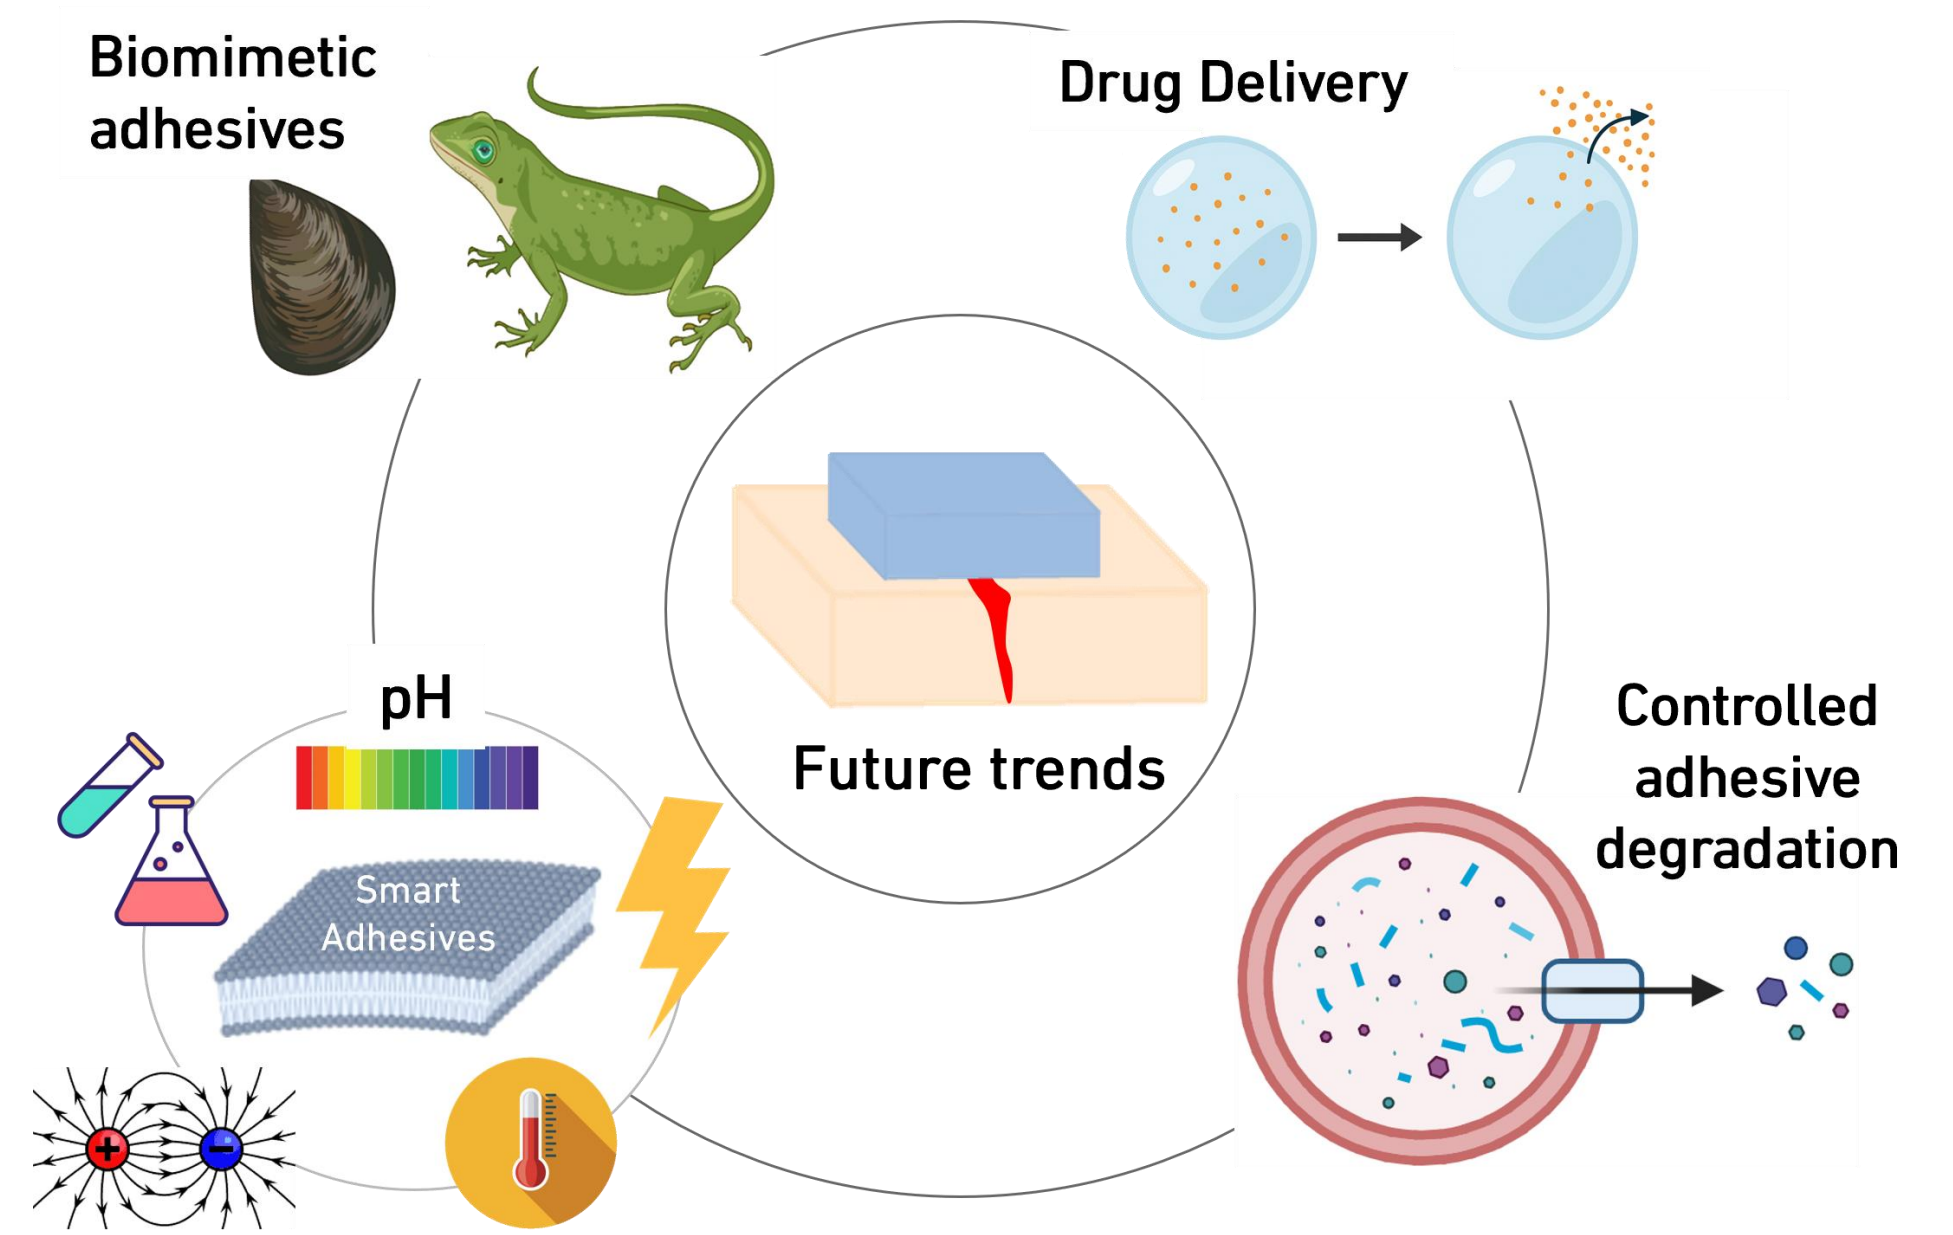 Biomimetic
adhesives
Drug Delivery
Future trends
pH
Smart
Adhesives
Controlled
adhesive
degradation
+
−